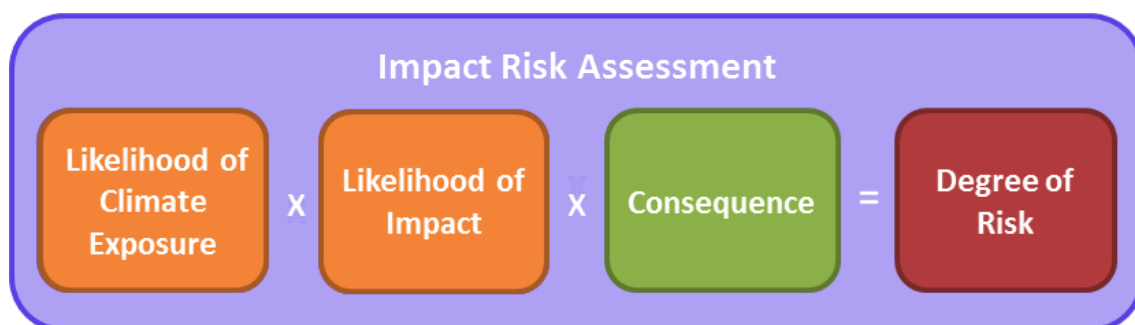 Impact Risk Assessment
Likelihood of
Climate
Exposure
x
Likelihood of
Impact
x
Consequence
=
Degree of
Risk